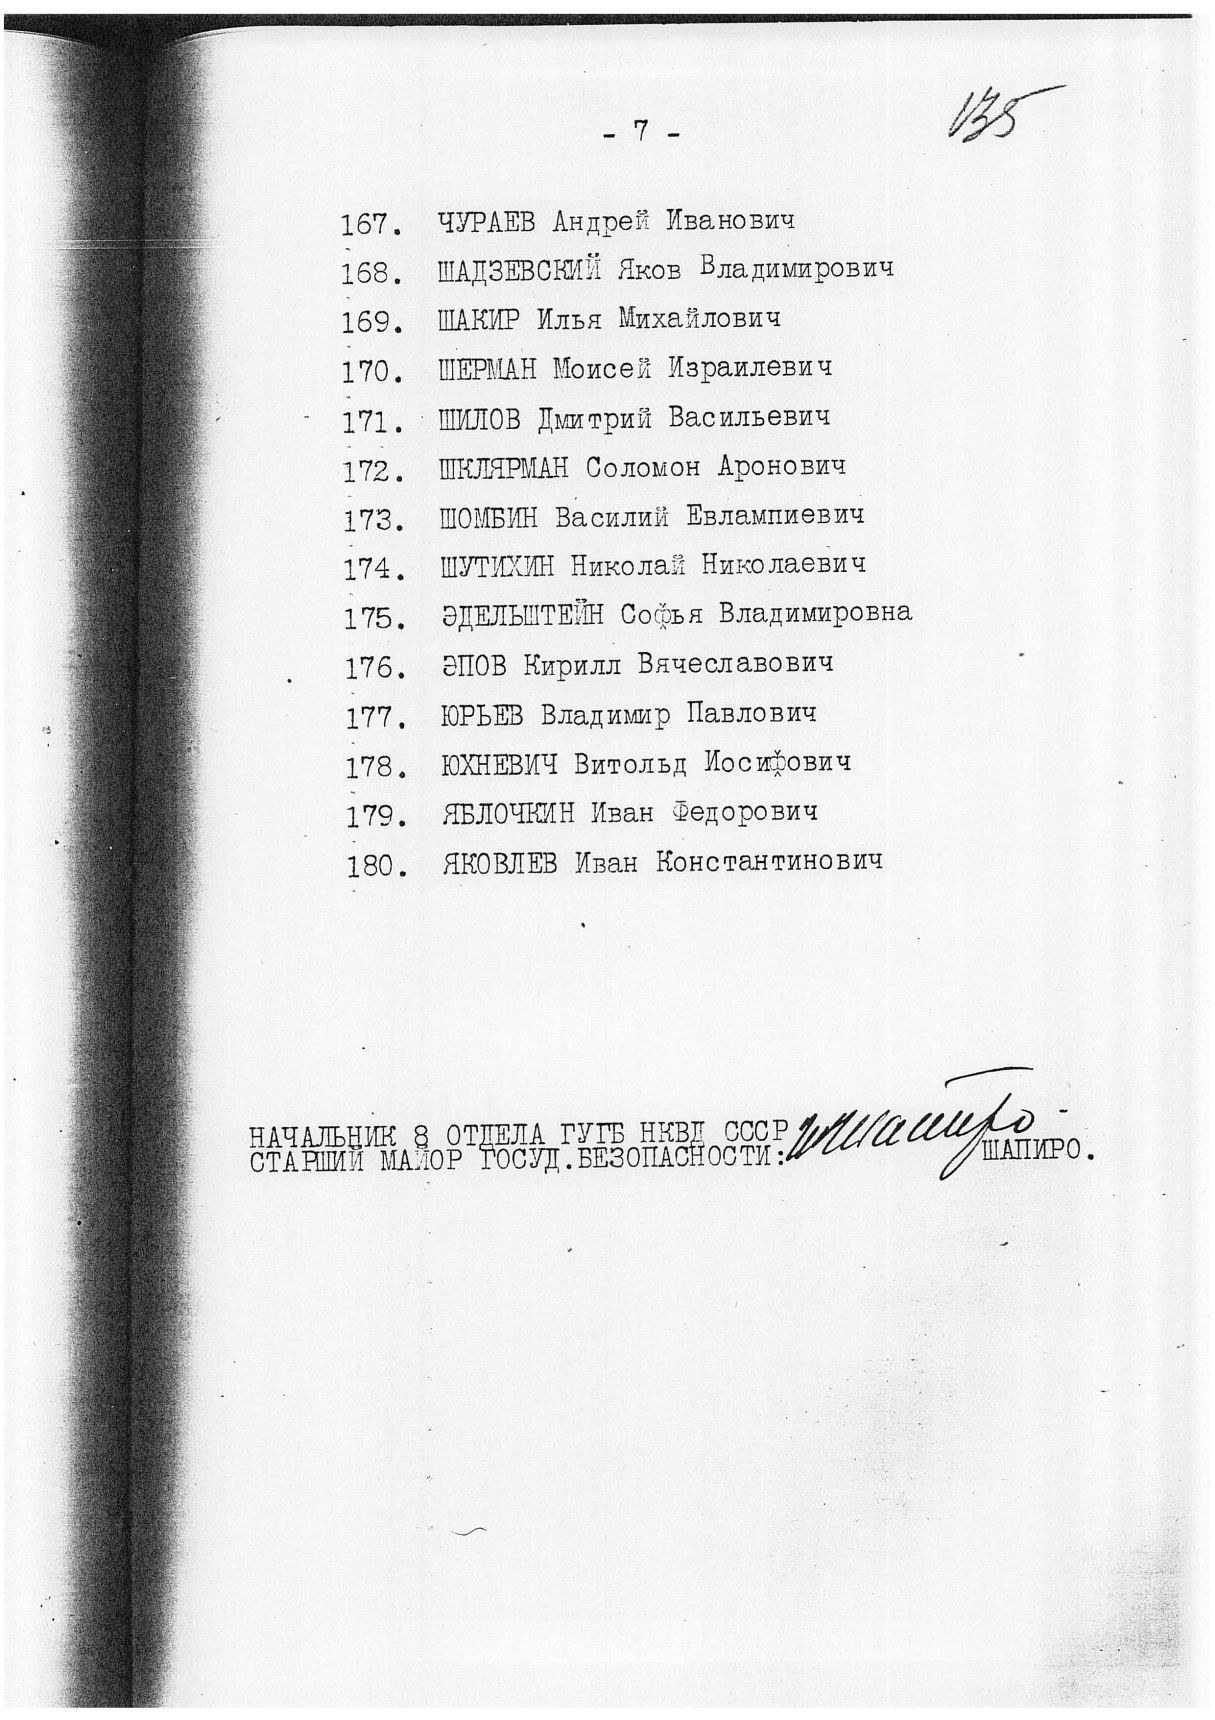 135
- 7 -
167. ЧУРАЕВ Андрей Иванович
168. ШАДЗЕВСКИЙ Яков Владимирович
169. ШАКИР Илья Михайлович
170. ШЕРМАН Моисей Израилевич
171. ШИЛОВ Дмитрий Васильевич
172. ШКЛЯРМАН Соломон Аронович
173. ШОМБИН Василий Евлампиевич
174. ШУТИХИН Николай Николаевич
175. ЭДЕЛЬШТЕЙН Софья Владимировна
176. ЭПОВ Кирилл Вячеславович
177. ЮРЬЕВ Владимир Павлович
178. ЮХНЕВИЧ Витольд Иосифович
179. ЯБЛОЧКИН Иван Федорович
180. ЯКОВЛЕВ Иван Константинович
НАЧАЛЬНИК 8 ОТДЕЛА ГУГБ НКВД СССР
СТАРШИЙ МАЙОР ГОСУД.БЕЗОПАСНОСТИ: Шапиро ШАПИРО.